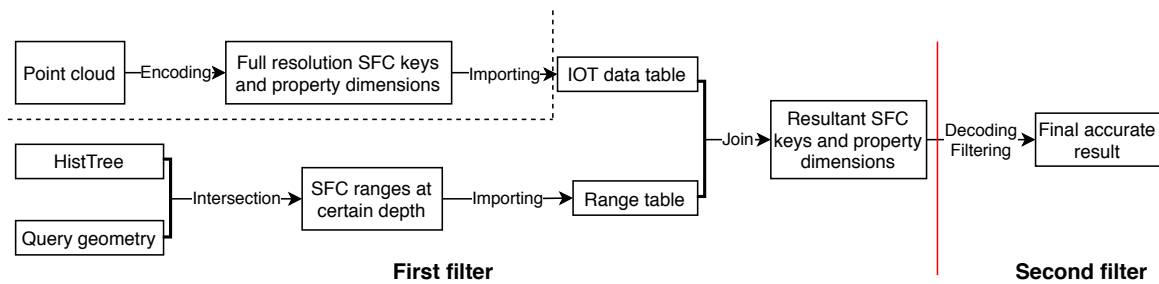 Point cloud
Encoding
Full resolution SFC keys
and property dimensions
Importing
IOT data table
HistTree
Query geometry
Intersection
SFC ranges at
certain depth
Importing
Range table
Join
Resultant SFC
keys and property
dimensions
Decoding
Filtering
Final accurate
result
First filter
Second filter